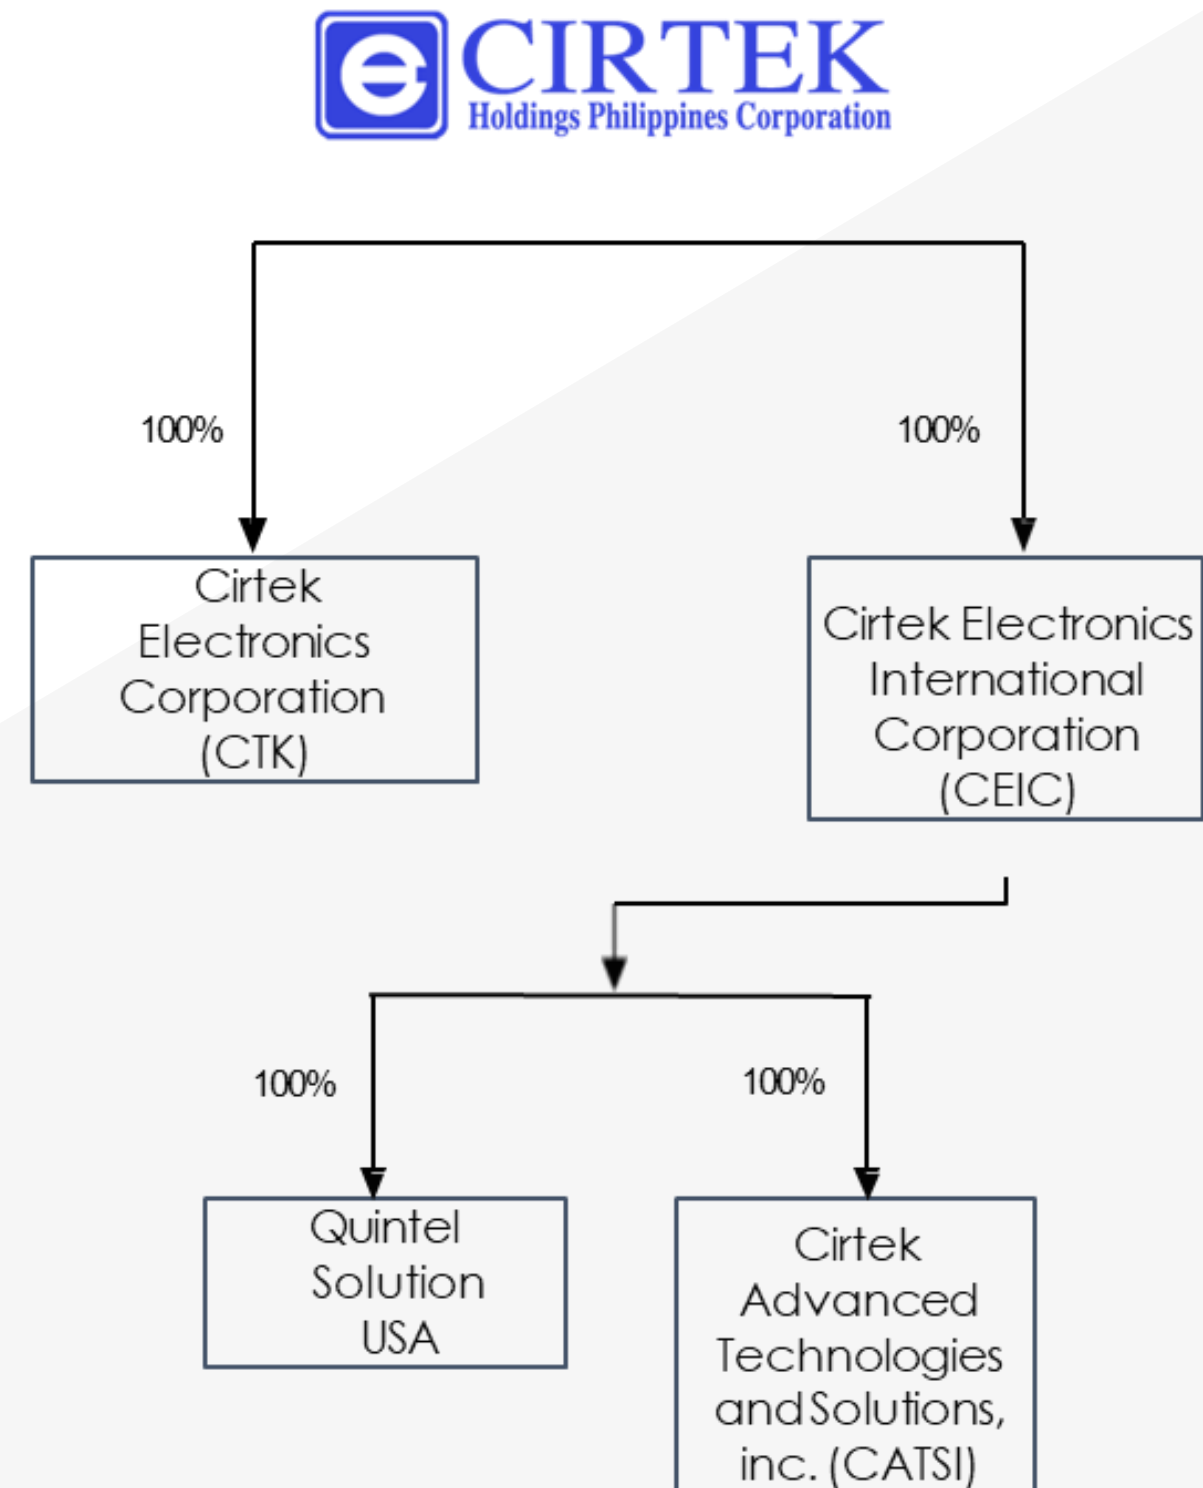 CIRTEK
Holdings Philippines Corporation
100%
100%
Cirtek
Electronics
Corporation
(CTK)
Cirtek Electronics
International
Corporation
(CEIC)
100%
100%
Quintel
Solution
USA
Cirtek
Advanced
Technologies
and Solutions,
inc. (CATSI)